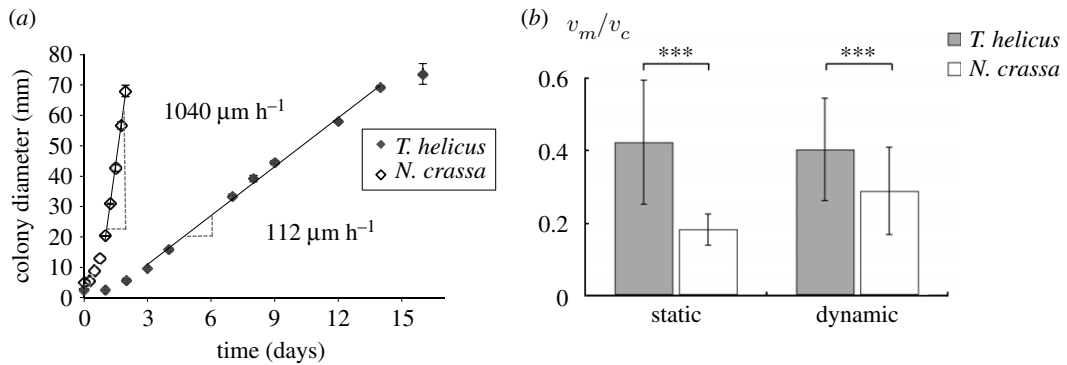 (a)
colony diameter (mm)
80
70
60
50
40
30
20
10
0
0
3
6
9
12
15
time (days)
1040 µm h⁻¹
112 µm h⁻¹
T. helicus
N. crassa
(b)
v_m/v_c
T. helicus
N. crassa
***
***
0.6
0.4
0.2
0
static
dynamic